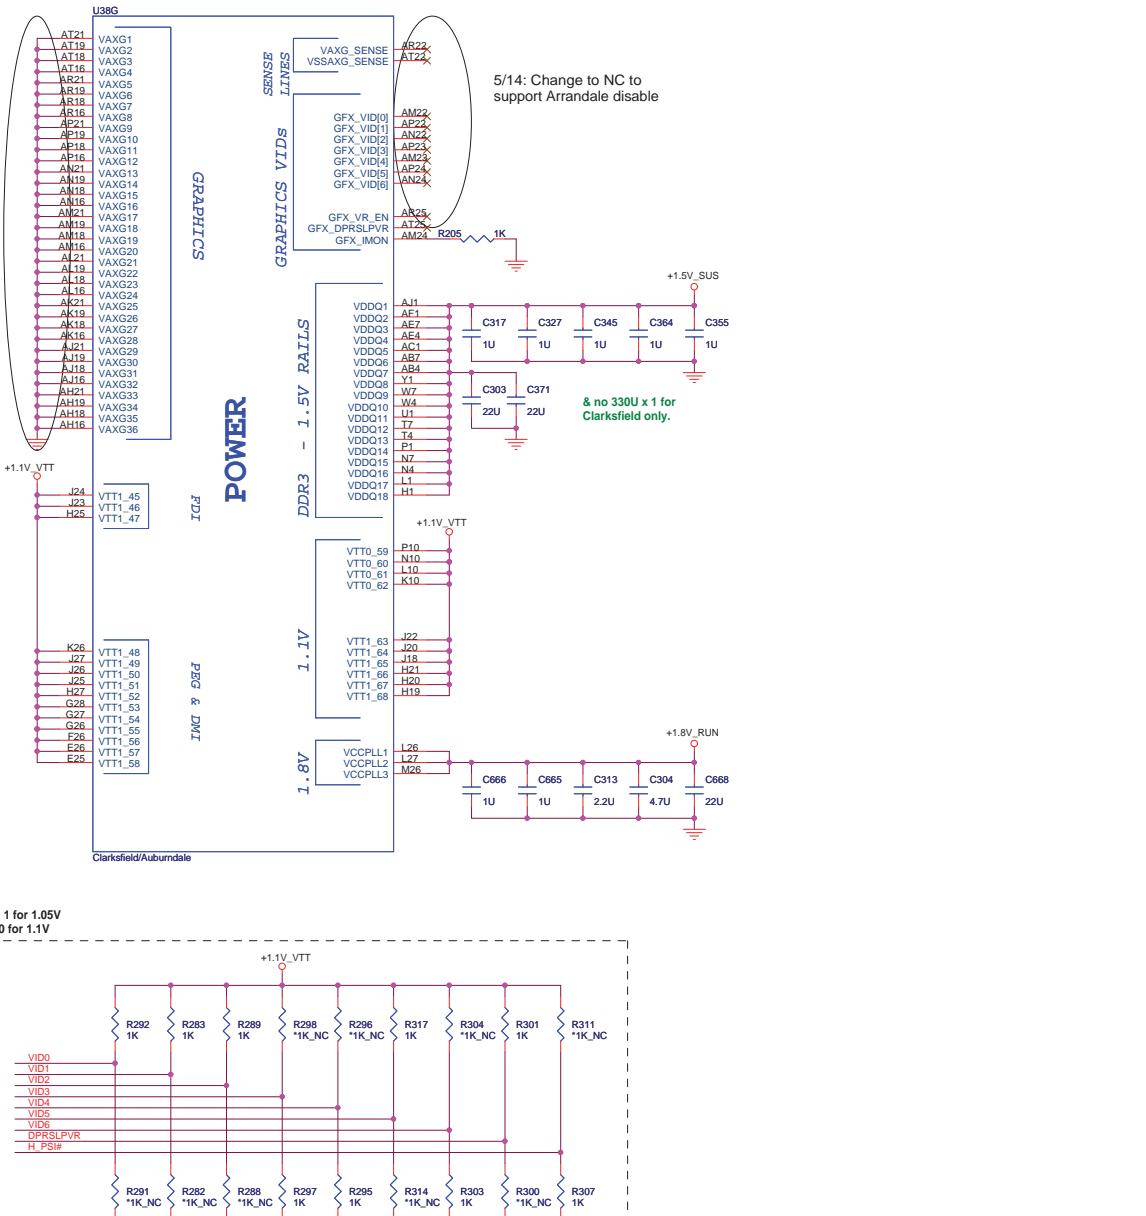 U38G
AT21 VAXG1
AT19 VAXG2
AT18 VAXG3
AT16 VAXG4
AR21 VAXG5
AR19 VAXG6
AR18 VAXG7
AR16 VAXG8
AP21 VAXG9
AP19 VAXG10
AP18 VAXG11
AP16 VAXG12
AN21 VAXG13
AN19 VAXG14
AN18 VAXG15
AN16 VAXG16
AM21 VAXG17
AM19 VAXG18
AM18 VAXG19
AM16 VAXG20
AL21 VAXG21
AL19 VAXG22
AL18 VAXG23
AL16 VAXG24
AK21 VAXG25
AK19 VAXG26
AK18 VAXG27
AK16 VAXG28
AJ21 VAXG29
AJ19 VAXG30
AJ18 VAXG31
AJ16 VAXG32
AH21 VAXG33
AH19 VAXG34
AH18 VAXG35
AH16 VAXG36
GRAPHICS
POWER
SENSE
LINES
VAXG_SENSE AR22
VSSAXG_SENSE AT22
5/14: Change to NC to
support Arrandale disable
GRAPHICS VIDs
GFX_VID[0] AM22
GFX_VID[1] AP22
GFX_VID[2] AN22
GFX_VID[3] AP23
GFX_VID[4] AM23
GFX_VID[5] AP24
GFX_VID[6] AN24
GFX_VR_EN AR25
GFX_DPRSLPVR AT25
GFX_IMON AM24
R205 1K
+1.5V_SUS
DDR3 - 1.5V RAILS
VDDQ1 AJ1
VDDQ2 AF1
VDDQ3 AE7
VDDQ4 AE4
VDDQ5 AC1
VDDQ6 AB7
VDDQ7 AB4
VDDQ8 Y1
VDDQ9 W7
VDDQ10 W4
VDDQ11 U1
VDDQ12 T7
VDDQ13 T4
VDDQ14 P1
VDDQ15 N7
VDDQ16 N4
VDDQ17 L1
VDDQ18 H1
C317 C327 C345 C364 C355
1U 1U 1U 1U 1U
C303 C371
22U 22U
& no 330U x 1 for
Clarksfield only.
+1.1V_VTT
J24 VTT1_45
J23 VTT1_46
H25 VTT1_47
FDI
K26 VTT1_48
J27 VTT1_49
J26 VTT1_50
J25 VTT1_51
H27 VTT1_52
G28 VTT1_53
G27 VTT1_54
G26 VTT1_55
F26 VTT1_56
E26 VTT1_57
E25 VTT1_58
PEG & DMI
+1.1V_VTT
1.1V
VTT0_59 P10
VTT0_60 N10
VTT0_61 L10
VTT0_62 K10
VTT1_63 J22
VTT1_64 J20
VTT1_65 J18
VTT1_66 H21
VTT1_67 H20
VTT1_68 H19
1.8V
VCCPLL1 L26
VCCPLL2 L27
VCCPLL3 M26
+1.8V_RUN
C666 C665 C313 C304 C668
1U 1U 2.2U 4.7U 22U
Clarksfield/Auburndale
1 for 1.05V
0 for 1.1V
+1.1V_VTT
R292 R283 R289 R298 R296 R317 R304 R301 R311
1K 1K 1K *1K_NC *1K_NC 1K *1K_NC 1K *1K_NC
VID0
VID1
VID2
VID3
VID4
VID5
VID6
DPRSLPVR
H_PSI#
R291 R282 R288 R297 R295 R314 R303 R300 R307
*1K_NC *1K_NC *1K_NC 1K 1K *1K_NC 1K *1K_NC 1K